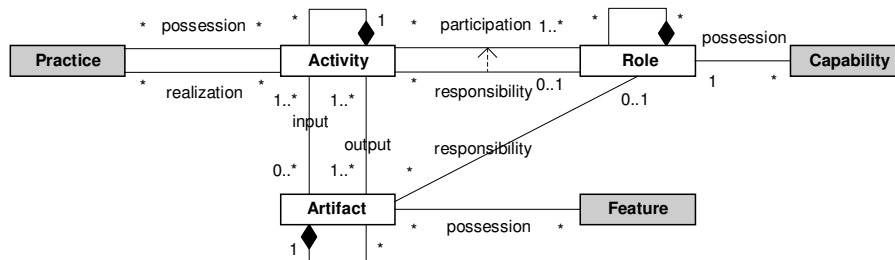 * possession *
* 1
* participation 1..*
* *
possession
Practice
Activity
Role
Capability
* realization *
* responsibility 0..1
1 *
1..* 1..*
0..1
input
output
responsibility
0..* 1..* *
Artifact
Feature
* possession *
1 *